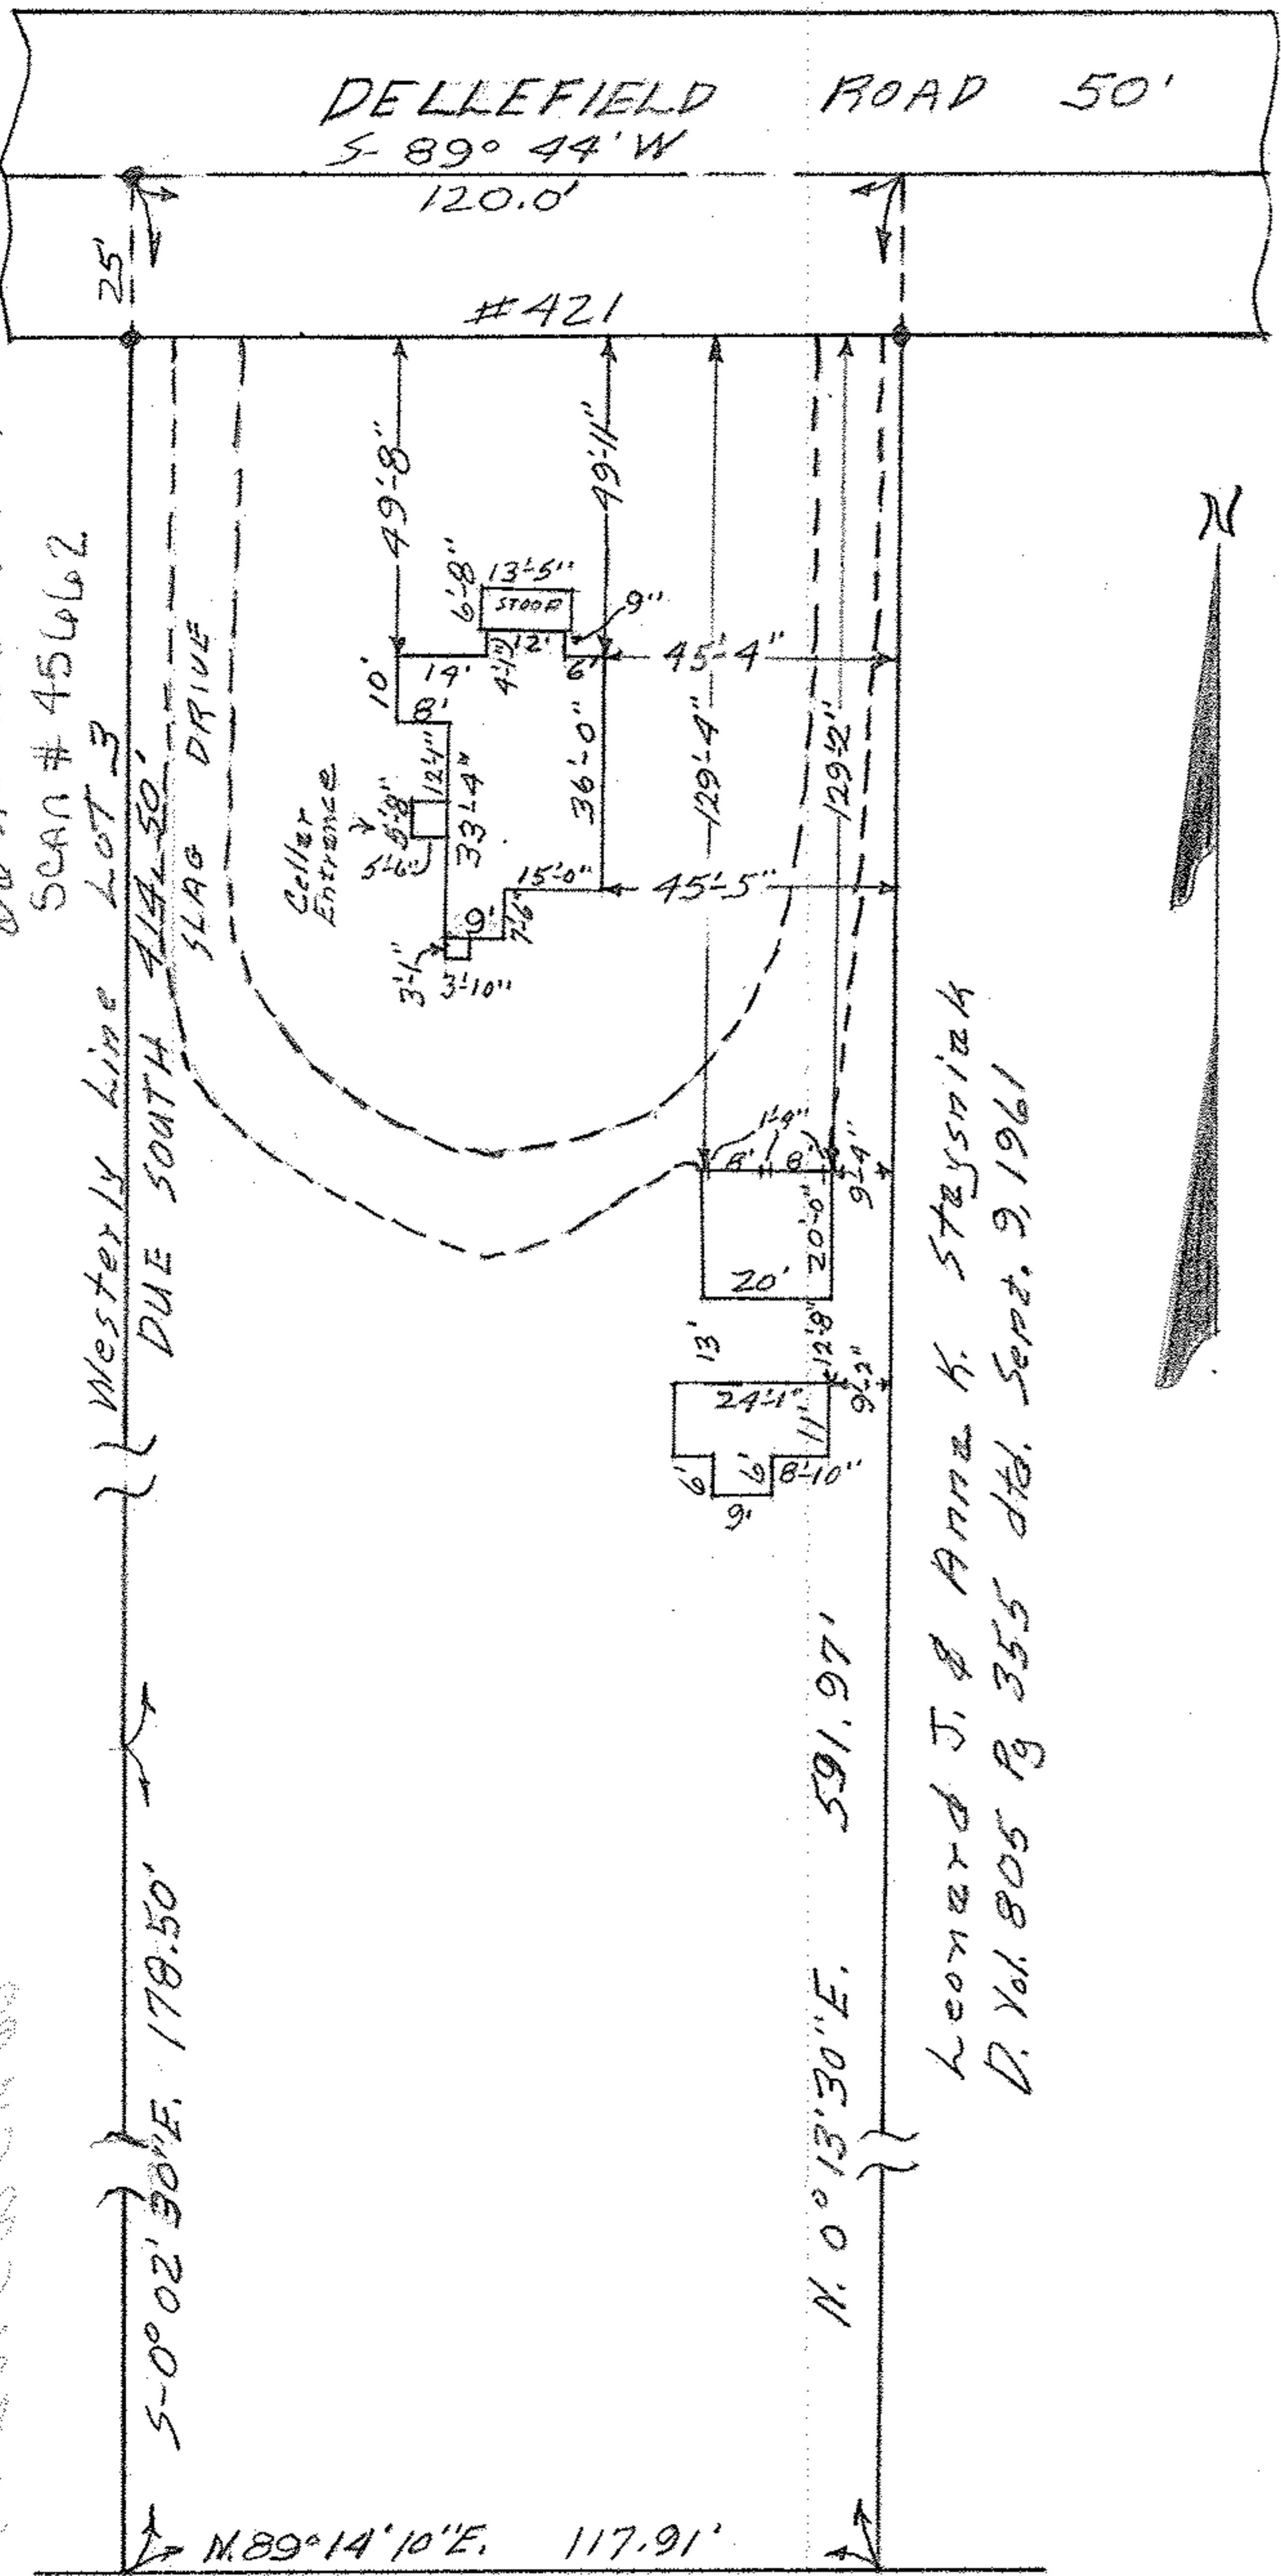 DELLEFIELD ROAD 50'
S- 89° 44' W
120.0'
25'
#421
SCAN # 45662
Westerly Line LOT 3
DUE SOUTH 414.50'
SLAG DRIVE
49'-8"
49'-11"
6'-8"
13'-5"
STOOP
9"
10'
14'
4'-1"
12'
6'
45'-4"
8'
12'-1"
Cellar
Entrance
5'-8"
5'-6"
33'-4"
36'-0"
129'-4"
129'-2"
15'-0"
45'-5"
9'
7'-6"
3'-1"
3'-10"
1'-9"
8'
8'
9'-4"
20'-0"
20'
13'
12'-8"
24'-1"
9'-2"
11'
6'
6'
8'-10"
9'
N
S-0° 02' 30"E. 178.50'
N. 0° 13' 30" E. 591.97'
Leonard J. & Anna K. Staysniak
D. Vol. 805 Pg 355 dtd. Sept. 9, 1961
N. 89° 14' 10" E. 117.91'